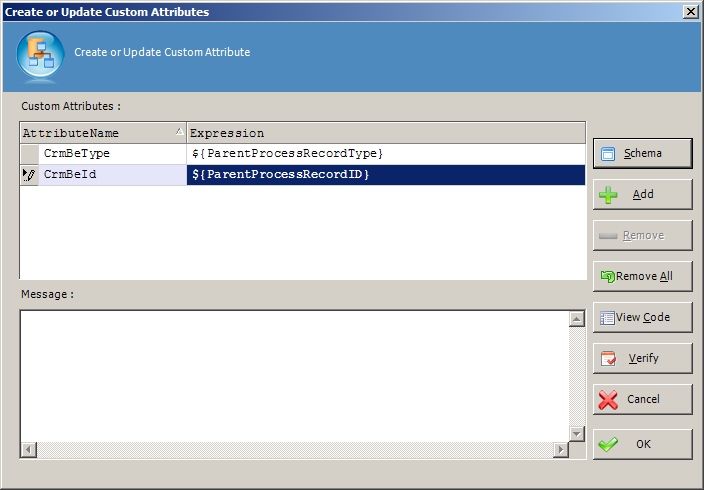 Create or Update Custom Attributes
Create or Update Custom Attribute
Custom Attributes :
AttributeName Expression
CrmBeType ${ParentProcessRecordType}
CrmBeId ${ParentProcessRecordID}
Message :
Schema
Add
Remove
Remove All
View Code
Verify
Cancel
OK